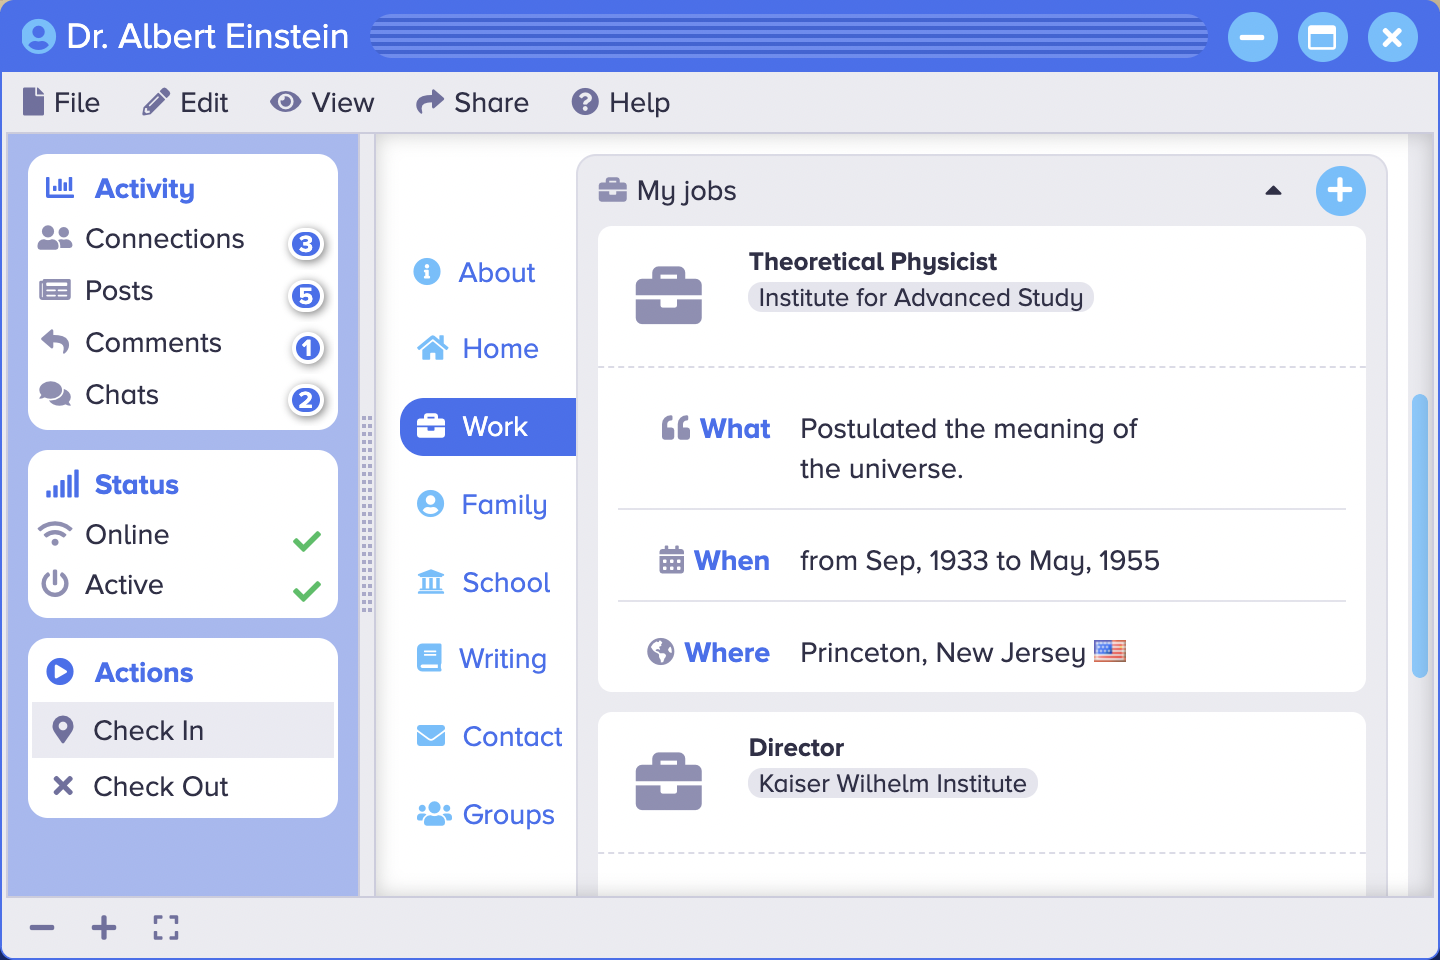 Dr. Albert Einstein
File Edit View Share Help
Activity
Connections 3
Posts 5
Comments 1
Chats 2
Status
Online
Active
Actions
Check In
Check Out
About
Home
Work
Family
School
Writing
Contact
Groups
My jobs
Theoretical Physicist
Institute for Advanced Study
What Postulated the meaning of
the universe.
When from Sep, 1933 to May, 1955
Where Princeton, New Jersey
Director
Kaiser Wilhelm Institute